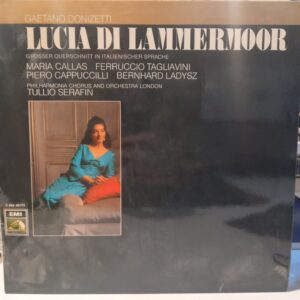 GAETANO DONIZETTI
LUCIA DI LAMMERMOOR
GROSSER QUERSCHNITT IN ITALIENISCHER SPRACHE
MARIA CALLAS FERRUCCIO TAGLIAVINI
PIERO CAPPUCCILLI BERNHARD LADYSZ
PHILHARMONIA CHORUS AND ORCHESTRA LONDON
TULLIO SERAFIN
EMI